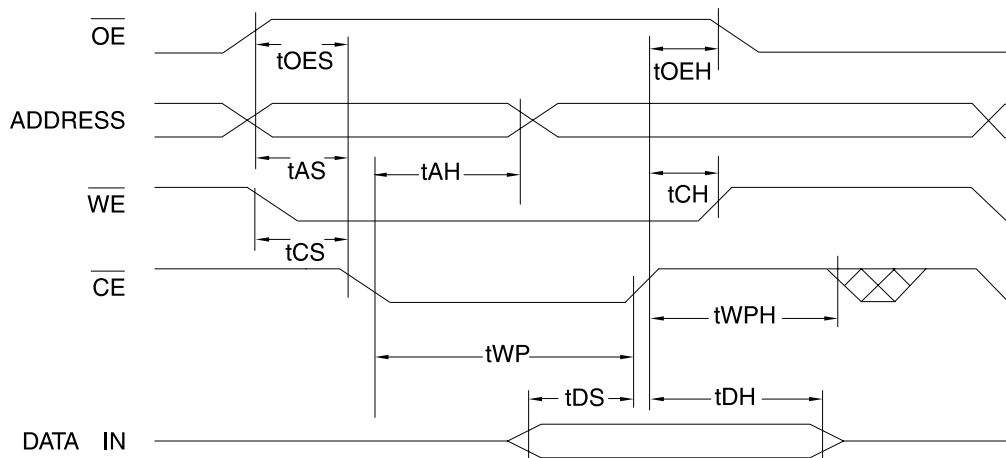 OE
tOES
tOEH
ADDRESS
tAS
tAH
tCH
WE
tCS
CE
tWPH
tWP
tDS
tDH
DATA IN